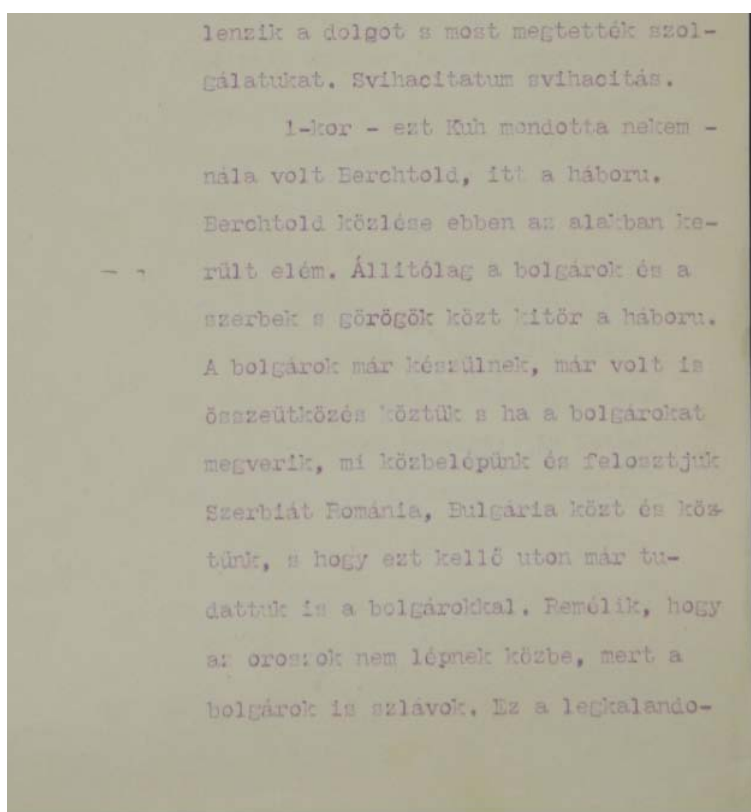 lenzik a dolgot s most megtették szol-
gálatukat. Svihacitatum svihacitás.
1-kor - ezt Kuh mondotta nekem -
nála volt Berchtold, itt a háboru.
Berchtold közlése ebben az alakban ke-
rült elém. Állitólag a bolgárok és a
szerbek s görögök közt kitör a háboru.
A bolgárok már készülnek, már volt is
összeütközés köztük s ha a bolgárokat
megverik, mi közbelépünk és felosztjuk
Szerbiát Románia, Bulgária közt és köz-
tünk, s hogy ezt kellő uton már tu-
dattuk is a bolgárokkal. Remélik, hogy
az oroszok nem lépnek közbe, mert a
bolgárok is szlávok. Ez a legkalando-